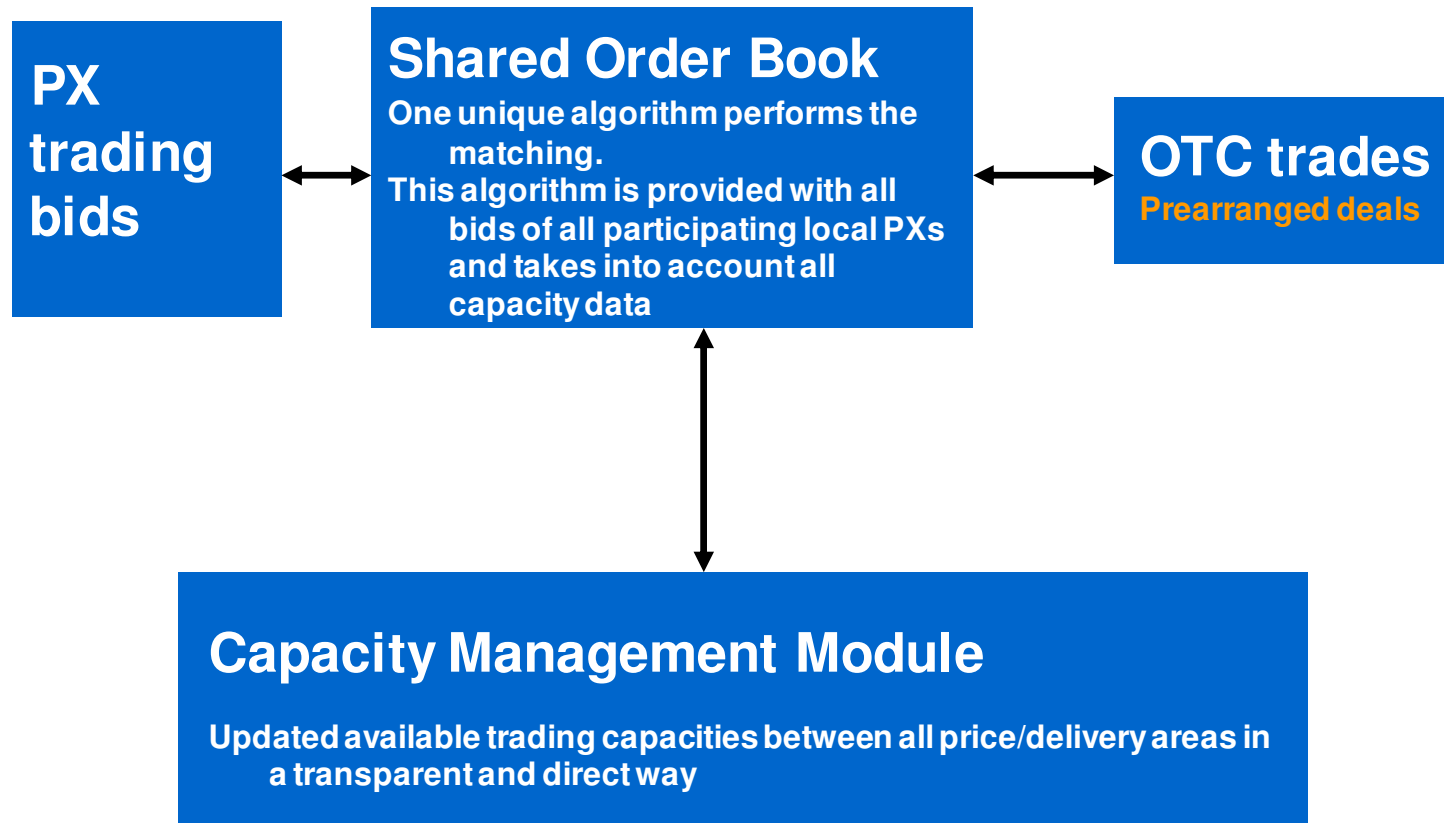 PX
trading
bids
Shared Order Book
One unique algorithm performs the
matching.
This algorithm is provided with all
bids of all participating local PXs
and takes into account all
capacity data
OTC trades
Prearranged deals
Capacity Management Module
Updated available trading capacities between all price/delivery areas in
a transparent and direct way